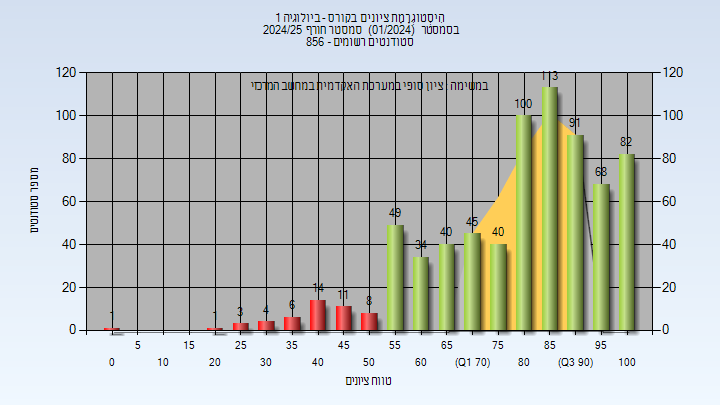 היסטוגרמת ציונים בקורס - ביולוגיה 1
בסמסטר (01/2024) סמסטר חורף 2024/25
סטודנטים רשומים - 856
במשימה: ציון סופי במערכת האקדמית במחשב המרכזי
מספר סטודנטים
120 120
100 100
80 80
60 60
40 40
20 20
0 0
1 1 3 4 6 14 11 8 49 34 40 45 40 100 113 91 68 82
5 15 25 35 45 55 65 75 85 95
0 10 20 30 40 50 60 (Q1 70) 80 (Q3 90) 100
טווח ציונים